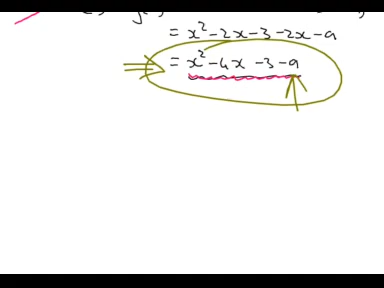 = x² - 2x - 3 - 2x - a
= x² - 4x - 3 - a